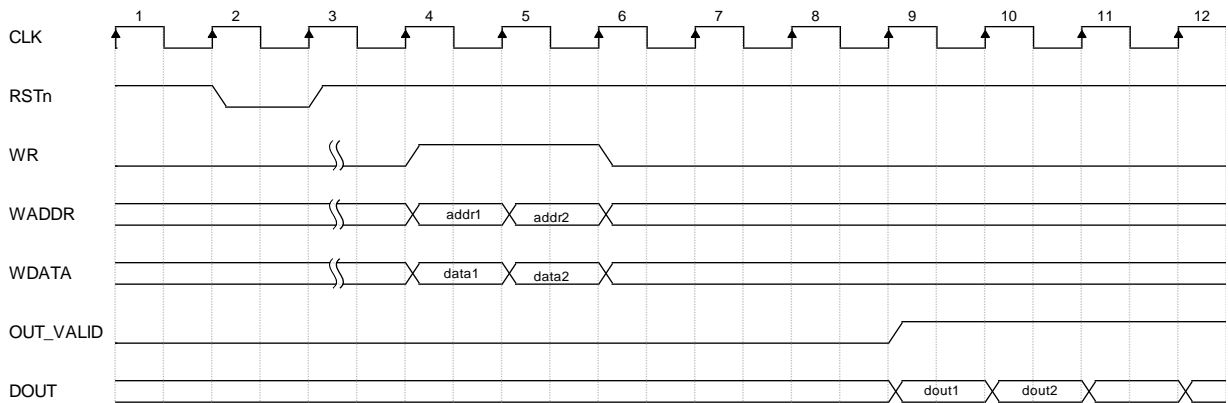 1 2 3 4 5 6 7 8 9 10 11 12
CLK
RSTn
WR
WADDR addr1 addr2
WDATA data1 data2
OUT_VALID
DOUT dout1 dout2